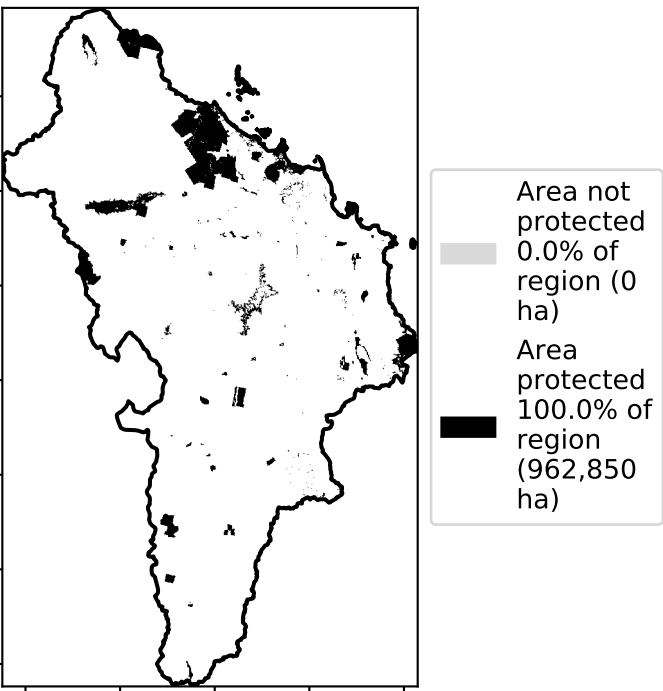 Area not
protected
0.0% of
region (0
ha)
Area
protected
100.0% of
region
(962,850
ha)